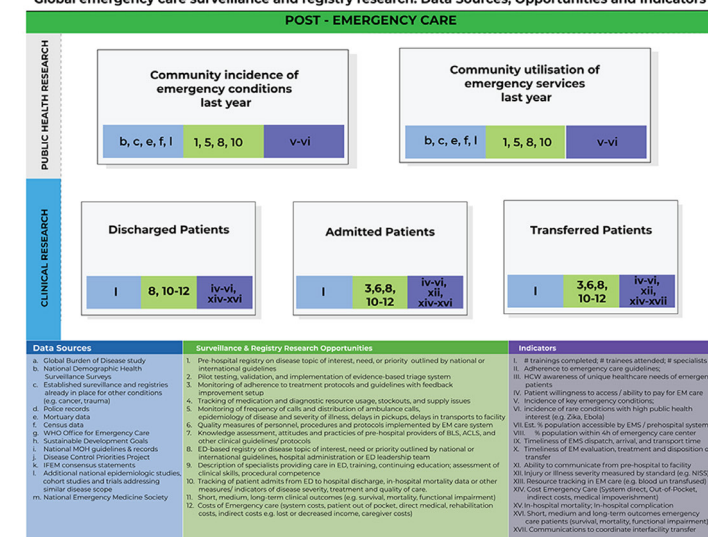 Global emergency care surveillance and registry research: Data Sources, Opportunities and Indicators
POST - EMERGENCY CARE
PUBLIC HEALTH RESEARCH
Community incidence of
emergency conditions
last year
b, c, e, f, l
1, 5, 8, 10
v-vi
Community utilisation of
emergency services
last year
b, c, e, f, l
1, 5, 8, 10
v-vi
CLINICAL RESEARCH
Discharged Patients
l
8, 10-12
iv-vi,
xiv-xvi
Admitted Patients
l
3,6,8,
10-12
iv-vi,
xii,
xiv-xvi
Transferred Patients
l
3,6,8,
10-12
iv-vi,
xii,
xiv-xvii
Data Sources
a. Global Burden of Disease study
b. National Demographic Health
Surveillance Surveys
c. Established surevillance and registries
already in place for other conditions
(e.g. cancer, trauma)
d. Police records
e. Mortuary data
f. Census data
g. WHO Office for Emergency Care
h. Sustainable Development Goals
i. National MOH guidelines & records
j. Disease Control Priorities Project
k. IFEM consensus statements
l. Additional national epidemiologic studies,
cohort studies and trials addressing
similar disease scope
m. National Emergency Medicine Society
Surveillance & Registry Research Opportunities
1. Pre-hospital registry on disease topic of interest, need, or priority outlined by national or
international guidelines
2. Pilot testing, validation, and implementation of evidence-based triage system
3. Monitoring of adherence to treatment protocols and guidelines with feedback
improvement setup
4. Tracking of medication and diagnostic resource usage, stockouts, and supply issues
5. Monitoring of frequency of calls and distribution of ambulance calls,
epidemiology of disease and severity of illness, delays in pickups, delays in transports to facility
6. Quality measures of personnel, procedures and protocols implemented by EM care system
7. Knowledge assessment, attitudes and practicies of pre-hospital providers of BLS, ACLS, and
other clinical guidelines/ protocols
8. ED-based registry on disease topic of interest, need or priority outlined by national or
international guidelines, hospital administration or ED leadership team
9. Description of specialists providing care in ED, training, continuing education; assessment of
clinical skills, procedural competence
10. Tracking of patient admits from ED to hospital discharge, in-hospital mortality data or other
measures/ indicators of disease severity, treatment and quality of care.
11. Short, medium, long-term clinical outcomes (e.g. survival, mortality, functional impairment)
12. Costs of Emergency care (system costs, patient out of pocket, direct medical, rehabilitation
costs, indirect costs e.g. lost or decreased income, caregiver costs)
Indicators
I. # trainings completed; # trainees attended; # specialists
II. Adherence to emergency care guidelines;
III. HCW awareness of unique healthcare needs of emergen
patients
IV. Patient willingness to access / ability to pay for EM care
V. Incidence of key emergency conditions;
VI. Incidence of rare conditions with high public health
interest (e.g. Zika, Ebola)
VII. Est. % population accessible by EMS / prehospital system
VIII. % population within 4h of emergency care center
IX. Timeliness of EMS dispatch, arrival, and transport time
X. Timeliness of EM evaluation, treatment and disposition o
transfer
XI. Ability to communicate from pre-hospital to facility
XII. Injury or illness severity measured by standard (e.g. NISS)
XIII. Resource tracking in EM care (e.g. blood un transfused)
XIV. Cost Emergency Care (System direct, Out-of-Pocket,
indirect costs, medical impoverishment)
XV. In-hospital mortality; In-hospital complication
XVI. Short, medium and long-term outcomes emergency
care patients (survival, mortality, functional impairment)
XVII. Communications to coordinate interfacility transfer